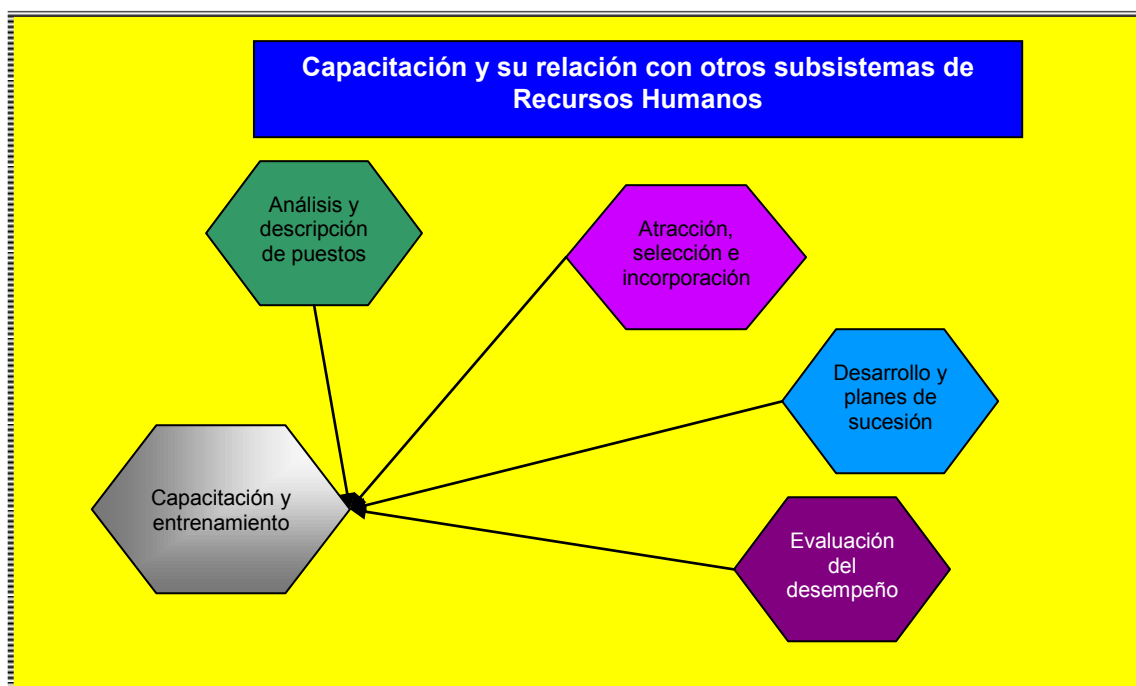 Capacitación y su relación con otros subsistemas de
Recursos Humanos
Análisis y
descripción
de puestos
Atracción,
selección e
incorporación
Desarrollo y
planes de
sucesión
Capacitación y
entrenamiento
Evaluación
del
desempeño